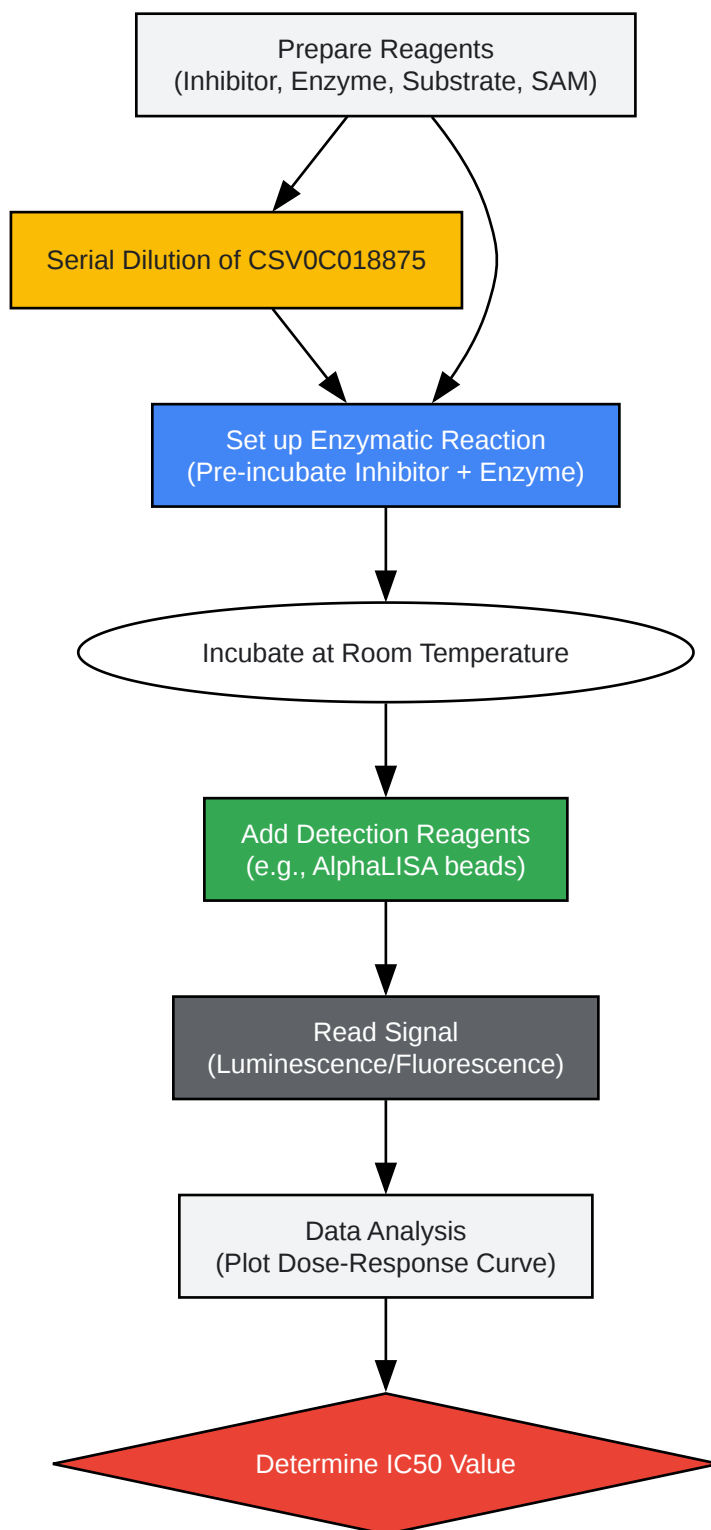 Prepare Reagents
(Inhibitor, Enzyme, Substrate, SAM)
Serial Dilution of CSV0C018875
Set up Enzymatic Reaction
(Pre-incubate Inhibitor + Enzyme)
Incubate at Room Temperature
Add Detection Reagents
(e.g., AlphaLISA beads)
Read Signal
(Luminescence/Fluorescence)
Data Analysis
(Plot Dose-Response Curve)
Determine IC50 Value